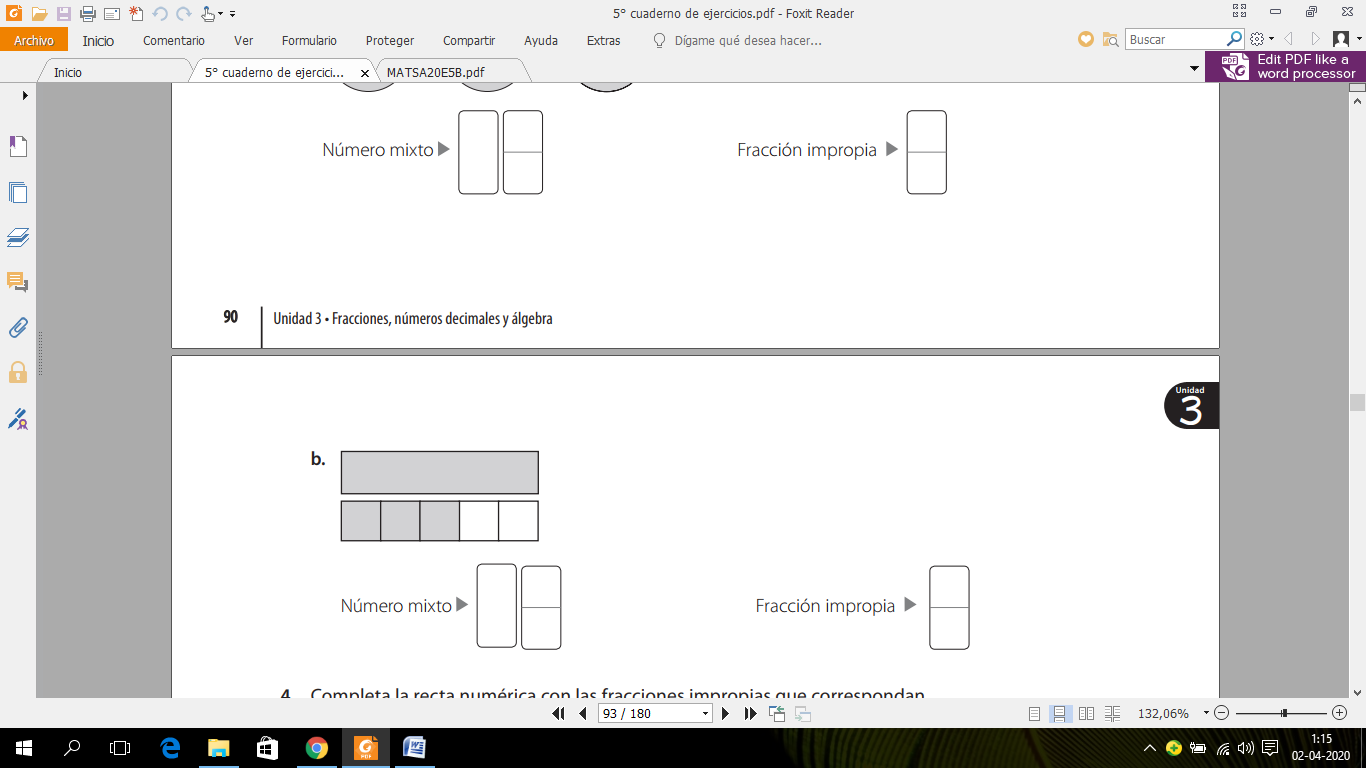 5° cuaderno de ejercicios.pdf - Foxit Reader
Archivo Inicio Comentario Ver Formulario Proteger Compartir Ayuda Extras Dígame qué desea hacer... Buscar
Inicio 5° cuaderno de ejercici... MATSA20E5B.pdf
Edit PDF like a
word processor
Número mixto Fracción impropia
90 Unidad 3 • Fracciones, números decimales y álgebra
Unidad
3
b.
Número mixto Fracción impropia
4 Completa la recta numérica con las fracciones impropias que correspondan
93 / 180 132,06%
1:15
02-04-2020